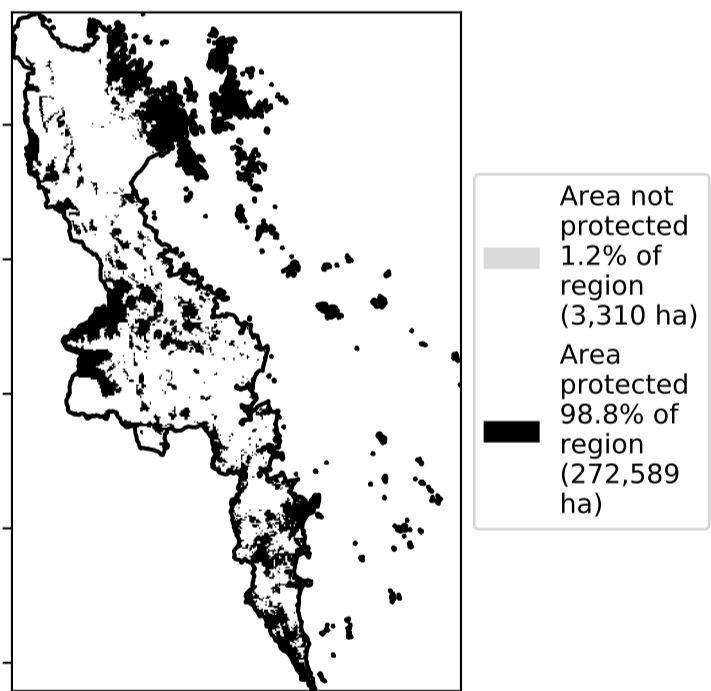 Area not
protected
1.2% of
region
(3,310 ha)
Area
protected
98.8% of
region
(272,589
ha)